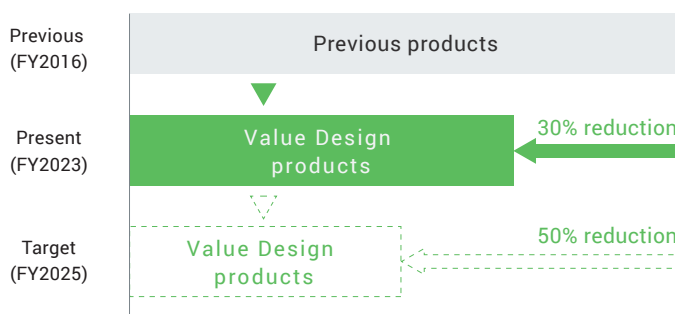 Previous
(FY2016)
Previous products
Present
(FY2023)
Value Design
products
30% reduction
Target
(FY2025)
Value Design
products
50% reduction